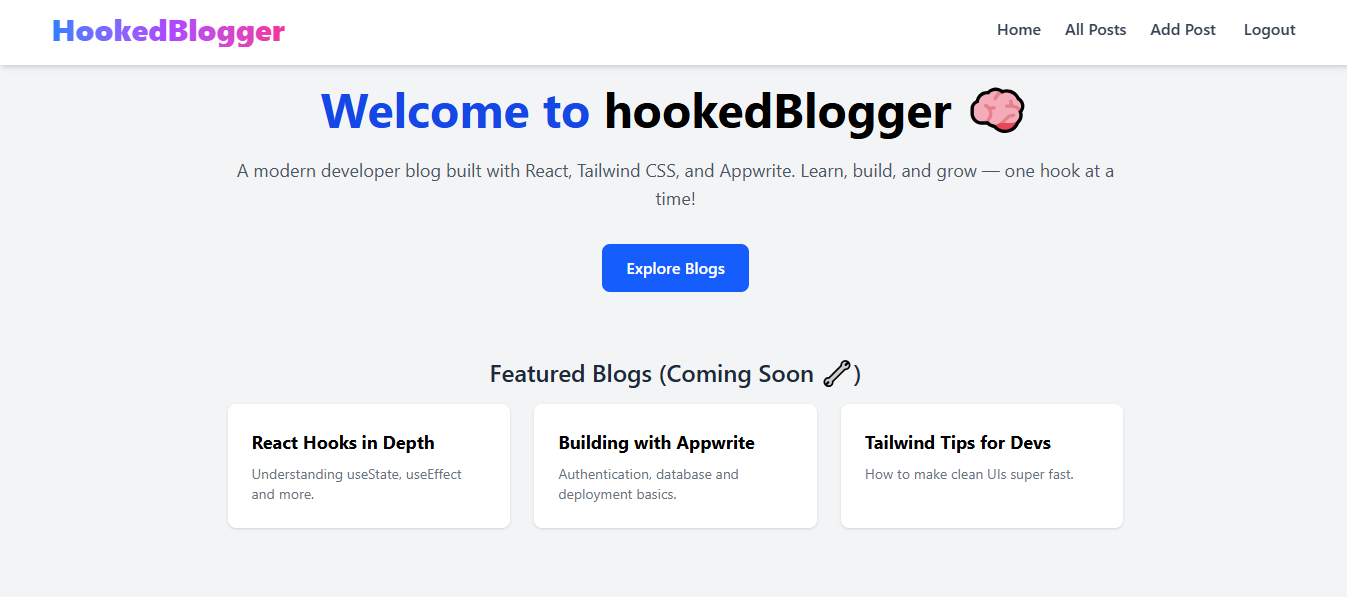 HookedBlogger
Home All Posts Add Post Logout
Welcome to hookedBlogger 🧠
A modern developer blog built with React, Tailwind CSS, and Appwrite. Learn, build, and grow — one hook at a
time!
Explore Blogs
Featured Blogs (Coming Soon 🔧)
React Hooks in Depth
Understanding useState, useEffect
and more.
Building with Appwrite
Authentication, database and
deployment basics.
Tailwind Tips for Devs
How to make clean UIs super fast.